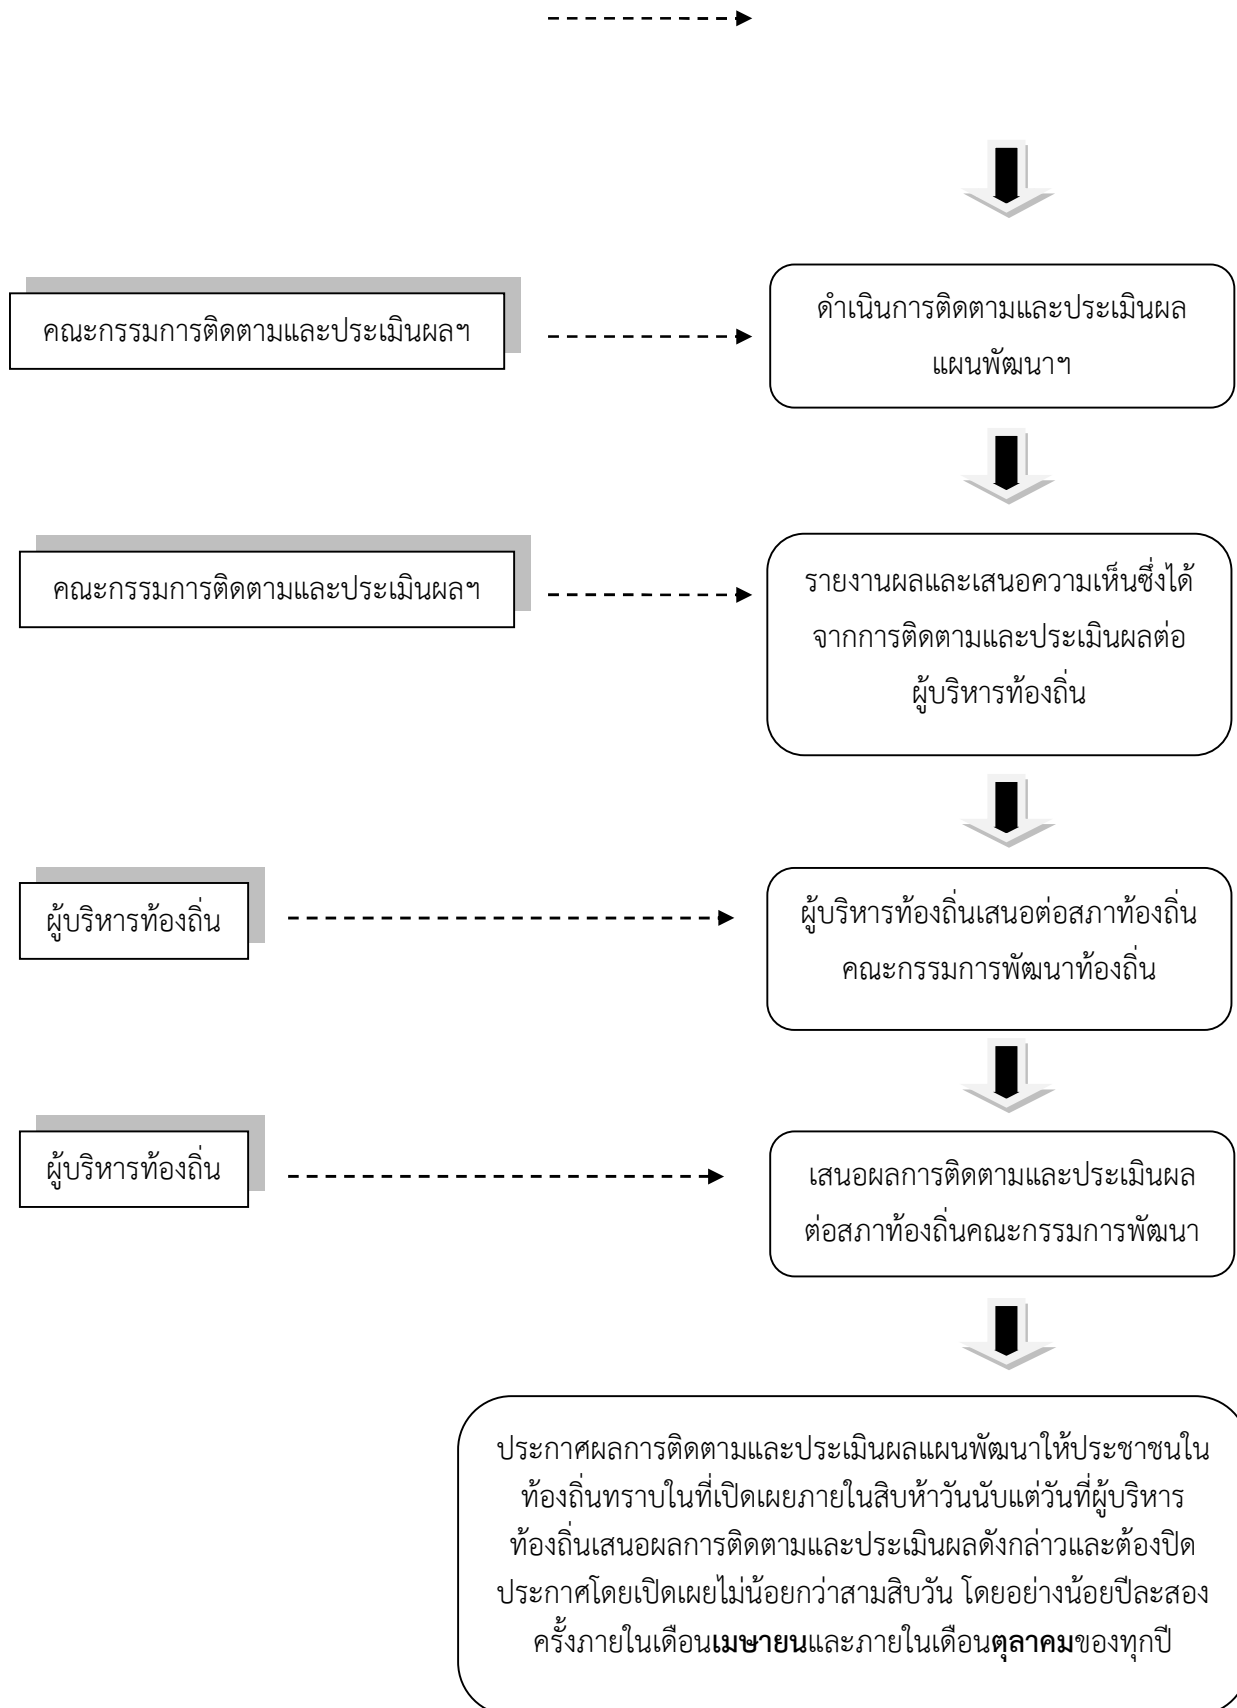 คณะกรรมการติดตามและประเมินผลฯ
ดำเนินการติดตามและประเมินผล
แผนพัฒนาฯ
คณะกรรมการติดตามและประเมินผลฯ
รายงานผลและเสนอความเห็นซึ่งได้
จากการติดตามและประเมินผลต่อ
ผู้บริหารท้องถิ่น
ผู้บริหารท้องถิ่น
ผู้บริหารท้องถิ่นเสนอต่อสภาท้องถิ่น
คณะกรรมการพัฒนาท้องถิ่น
ผู้บริหารท้องถิ่น
เสนอผลการติดตามและประเมินผล
ต่อสภาท้องถิ่นคณะกรรมการพัฒนา
ประกาศผลการติดตามและประเมินผลแผนพัฒนาให้ประชาชนใน
ท้องถิ่นทราบในที่เปิดเผยภายในสิบห้าวันนับแต่วันที่ผู้บริหาร
ท้องถิ่นเสนอผลการติดตามและประเมินผลดังกล่าวและต้องปิด
ประกาศโดยเปิดเผยไม่น้อยกว่าสามสิบวัน โดยอย่างน้อยปีละสอง
ครั้งภายในเดือนเมษายนและภายในเดือนตุลาคมของทุกปี